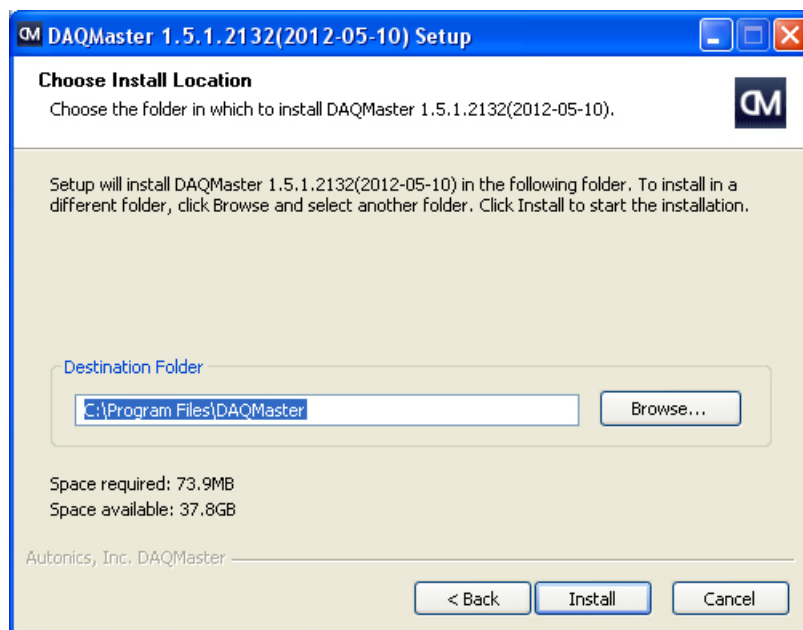 DAQMaster 1.5.1.2132(2012-05-10) Setup
Choose Install Location
Choose the folder in which to install DAQMaster 1.5.1.2132(2012-05-10).
Setup will install DAQMaster 1.5.1.2132(2012-05-10) in the following folder. To install in a
different folder, click Browse and select another folder. Click Install to start the installation.
Destination Folder
C:\Program Files\DAQMaster
Browse...
Space required: 73.9MB
Space available: 37.8GB
Autonics, Inc. DAQMaster
< Back
Install
Cancel